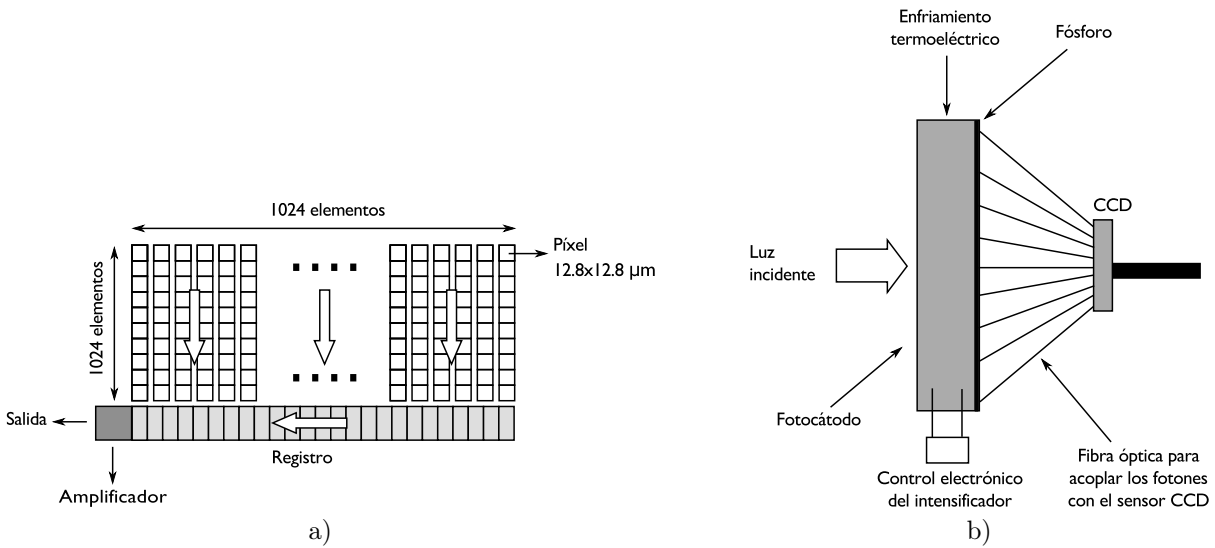 1024 elementos
1024 elementos
Píxel
12.8x12.8 µm
Salida
Registro
Amplificador
a)
Enfriamiento
termoeléctrico
Fósforo
CCD
Luz
incidente
Fotocátodo
Control electrónico
del intensificador
Fibra óptica para
acoplar los fotones
con el sensor CCD
b)